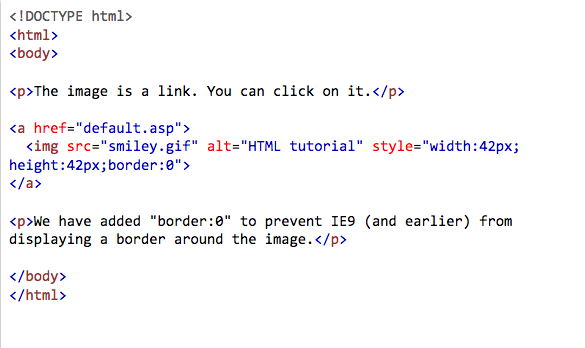 <!DOCTYPE html>
<html>
<body>
<p>The image is a link. You can click on it.</p>
<a href="default.asp">
<img src="smiley.gif" alt="HTML tutorial" style="width:42px;
height:42px;border:0">
</a>
<p>We have added "border:0" to prevent IE9 (and earlier) from
displaying a border around the image.</p>
</body>
</html>